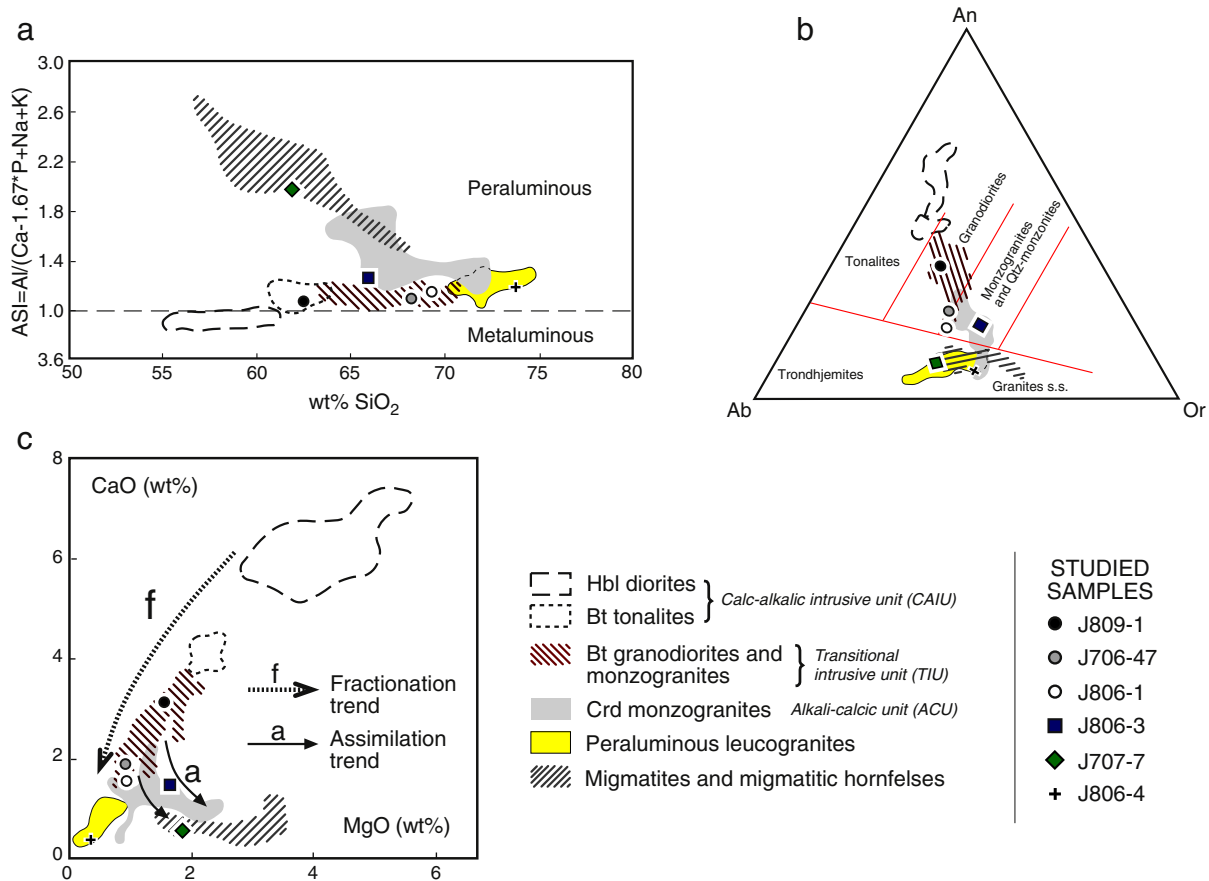 a
ASI=Al/(Ca-1.67*P+Na+K)
3.0
2.6
2.2
1.8
1.4
1.0
3.6
Peraluminous
Metaluminous
50 55 60 65 70 75 80
wt% SiO2
b
An
Tonalites
Granodiorites
Monzogranites
and Qtz-monzonites
Trondhjemites
Granites s.s.
Ab
Or
c
8
6
4
2
0
CaO (wt%)
f
a
MgO (wt%)
0 2 4 6
f
Fractionation
trend
a
Assimilation
trend
Hbl diorites
Bt tonalites
} Calc-alkalic intrusive unit (CAIU)
Bt granodiorites and
monzogranites
} Transitional
intrusive unit (TIU)
Crd monzogranites Alkali-calcic unit (ACU)
Peraluminous leucogranites
Migmatites and migmatitic hornfelses
STUDIED
SAMPLES
J809-1
J706-47
J806-1
J806-3
J707-7
J806-4